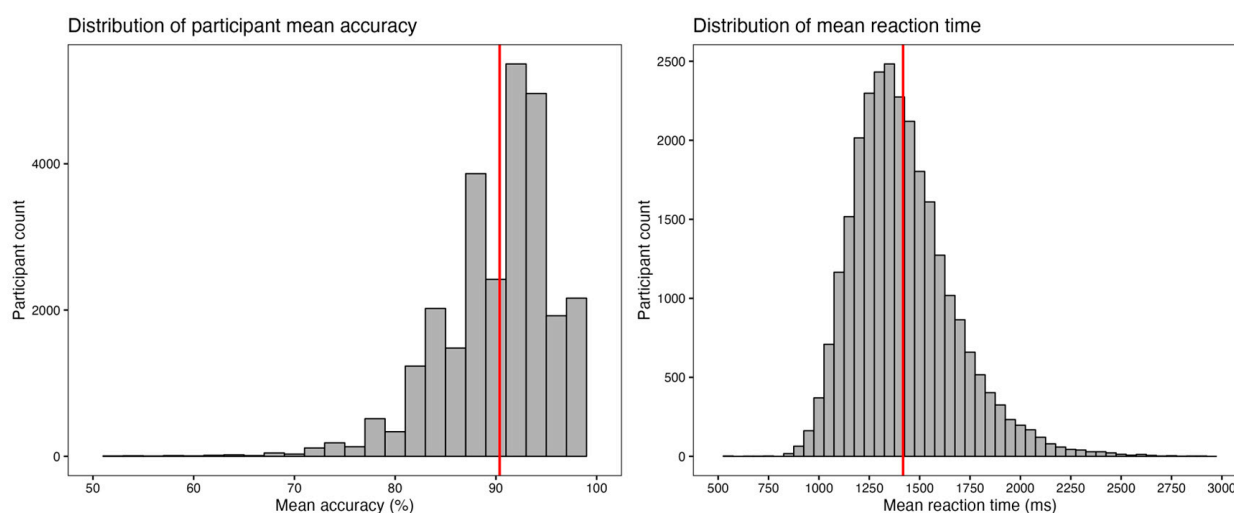 Distribution of participant mean accuracy
Participant count
4000
2000
0
50 60 70 80 90 100
Mean accuracy (%)
Distribution of mean reaction time
Participant count
2500
2000
1500
1000
500
0
500 750 1000 1250 1500 1750 2000 2250 2500 2750 3000
Mean reaction time (ms)